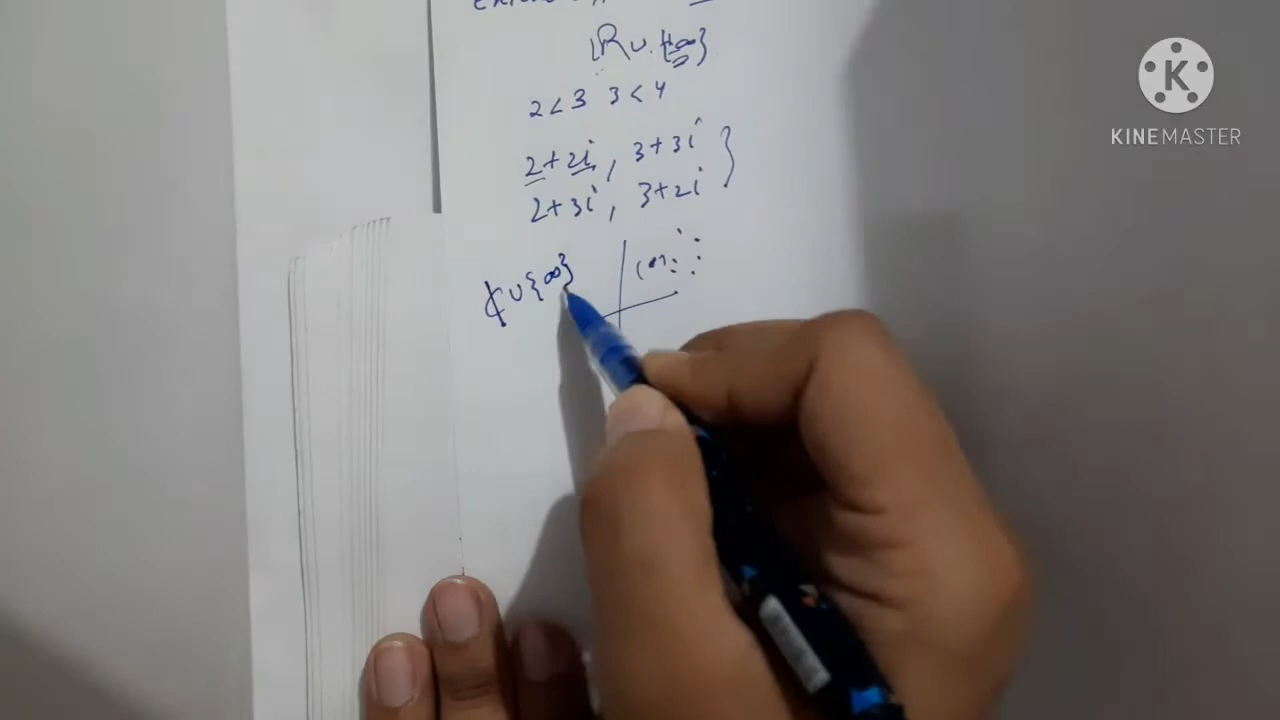 ℝ ∪ {±∞}
2 < 3 3 < 4
2+2i , 3+3i }
2+3i , 3+2i
ℂ ∪ {∞}
K
KINEMASTER